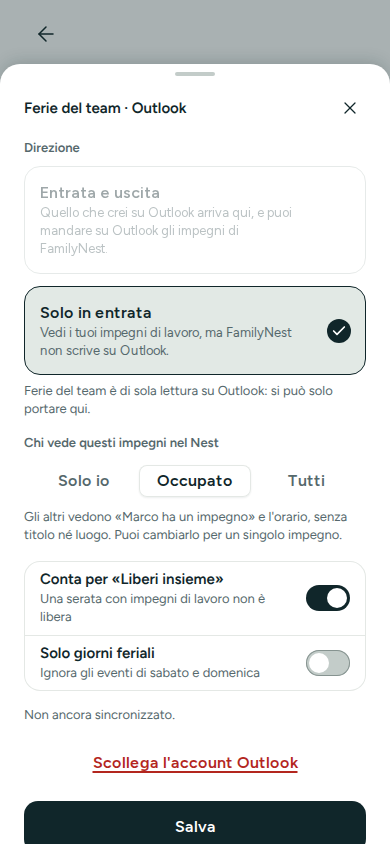 Ferie del team · Outlook
Direzione
Entrata e uscita
Quello che crei su Outlook arriva qui, e puoi
mandare su Outlook gli impegni di
FamilyNest.
Solo in entrata
Vedi i tuoi impegni di lavoro, ma FamilyNest
non scrive su Outlook.
Ferie del team è di sola lettura su Outlook: si può solo
portare qui.
Chi vede questi impegni nel Nest
Solo io
Occupato
Tutti
Gli altri vedono «Marco ha un impegno» e l'orario, senza
titolo né luogo. Puoi cambiarlo per un singolo impegno.
Conta per «Liberi insieme»
Una serata con impegni di lavoro non è
libera
Solo giorni feriali
Ignora gli eventi di sabato e domenica
Non ancora sincronizzato.
Scollega l'account Outlook
Salva